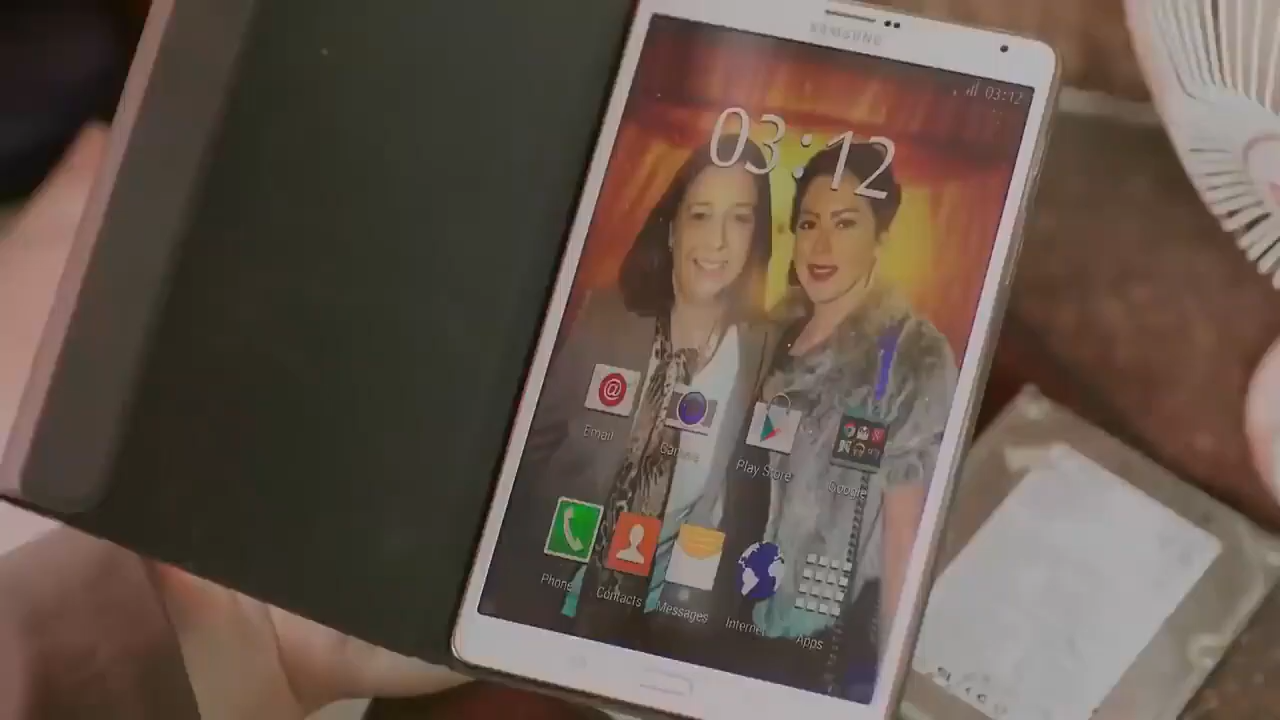 SAMSUNG
03:12
03:12
Email
Camera
Play Store
Google
Phone
Contacts
Messages
Internet
Apps